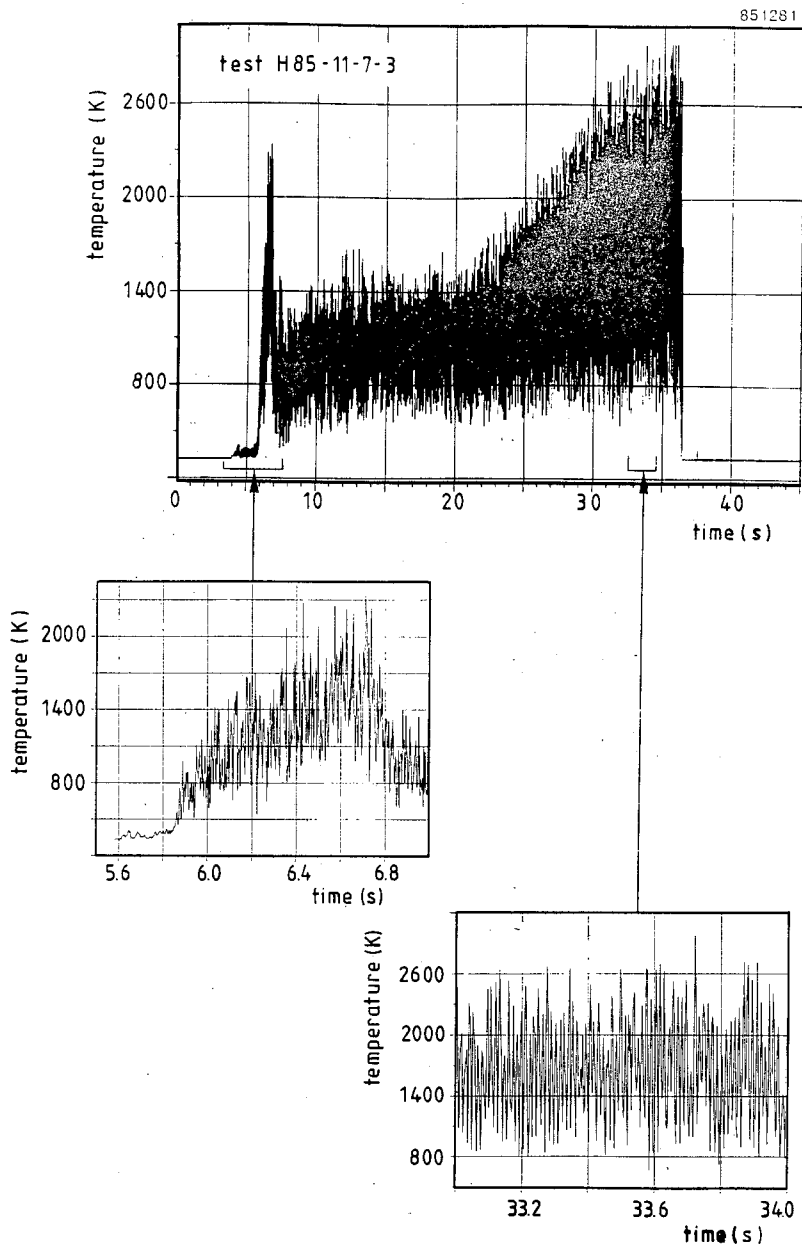 851281
test H85-11-7-3
temperature (K)
2600
2000
1400
800
0 10 20 30 40
time (s)
temperature (K)
2000
1400
800
5.6 6.0 6.4 6.8
time (s)
temperature (K)
2600
2000
1400
800
33.2 33.6 34.0
time (s)